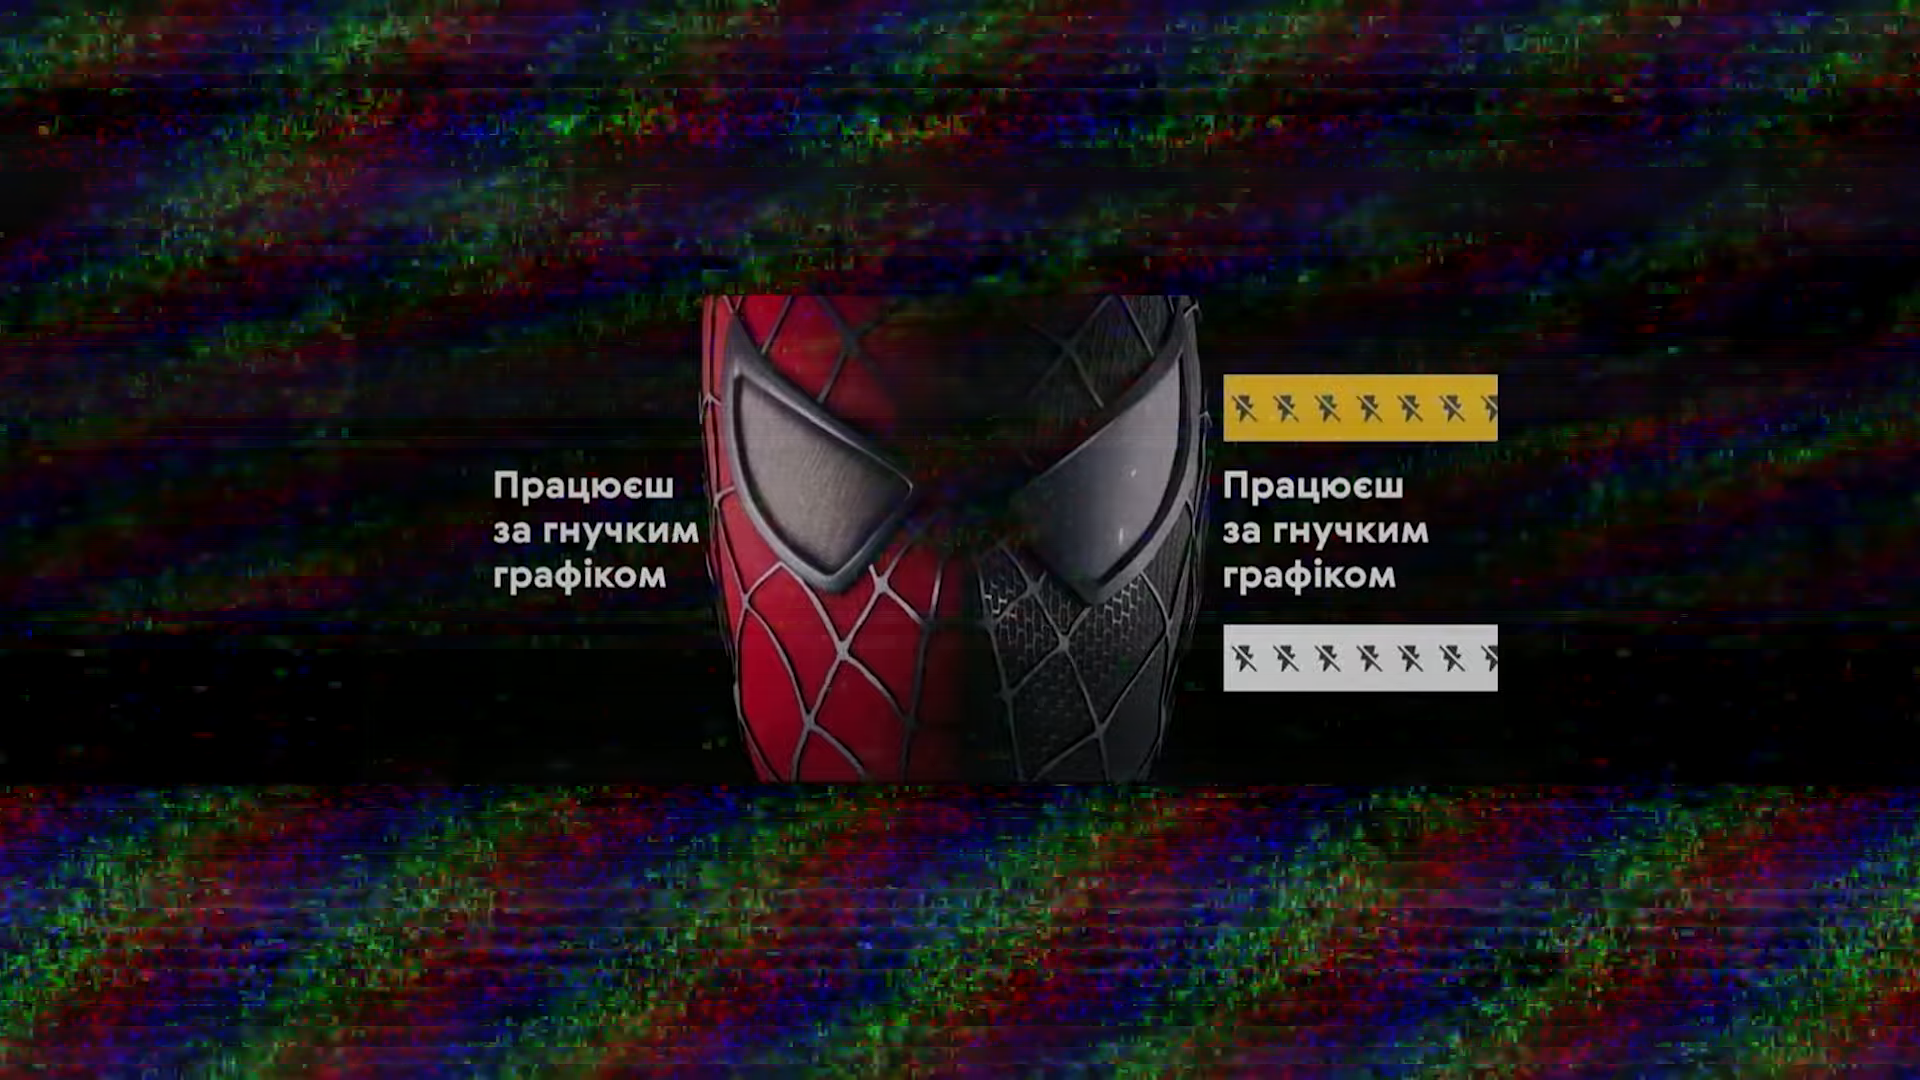 Працюєш
за гнучким
графіком
Працюєш
за гнучким
графіком